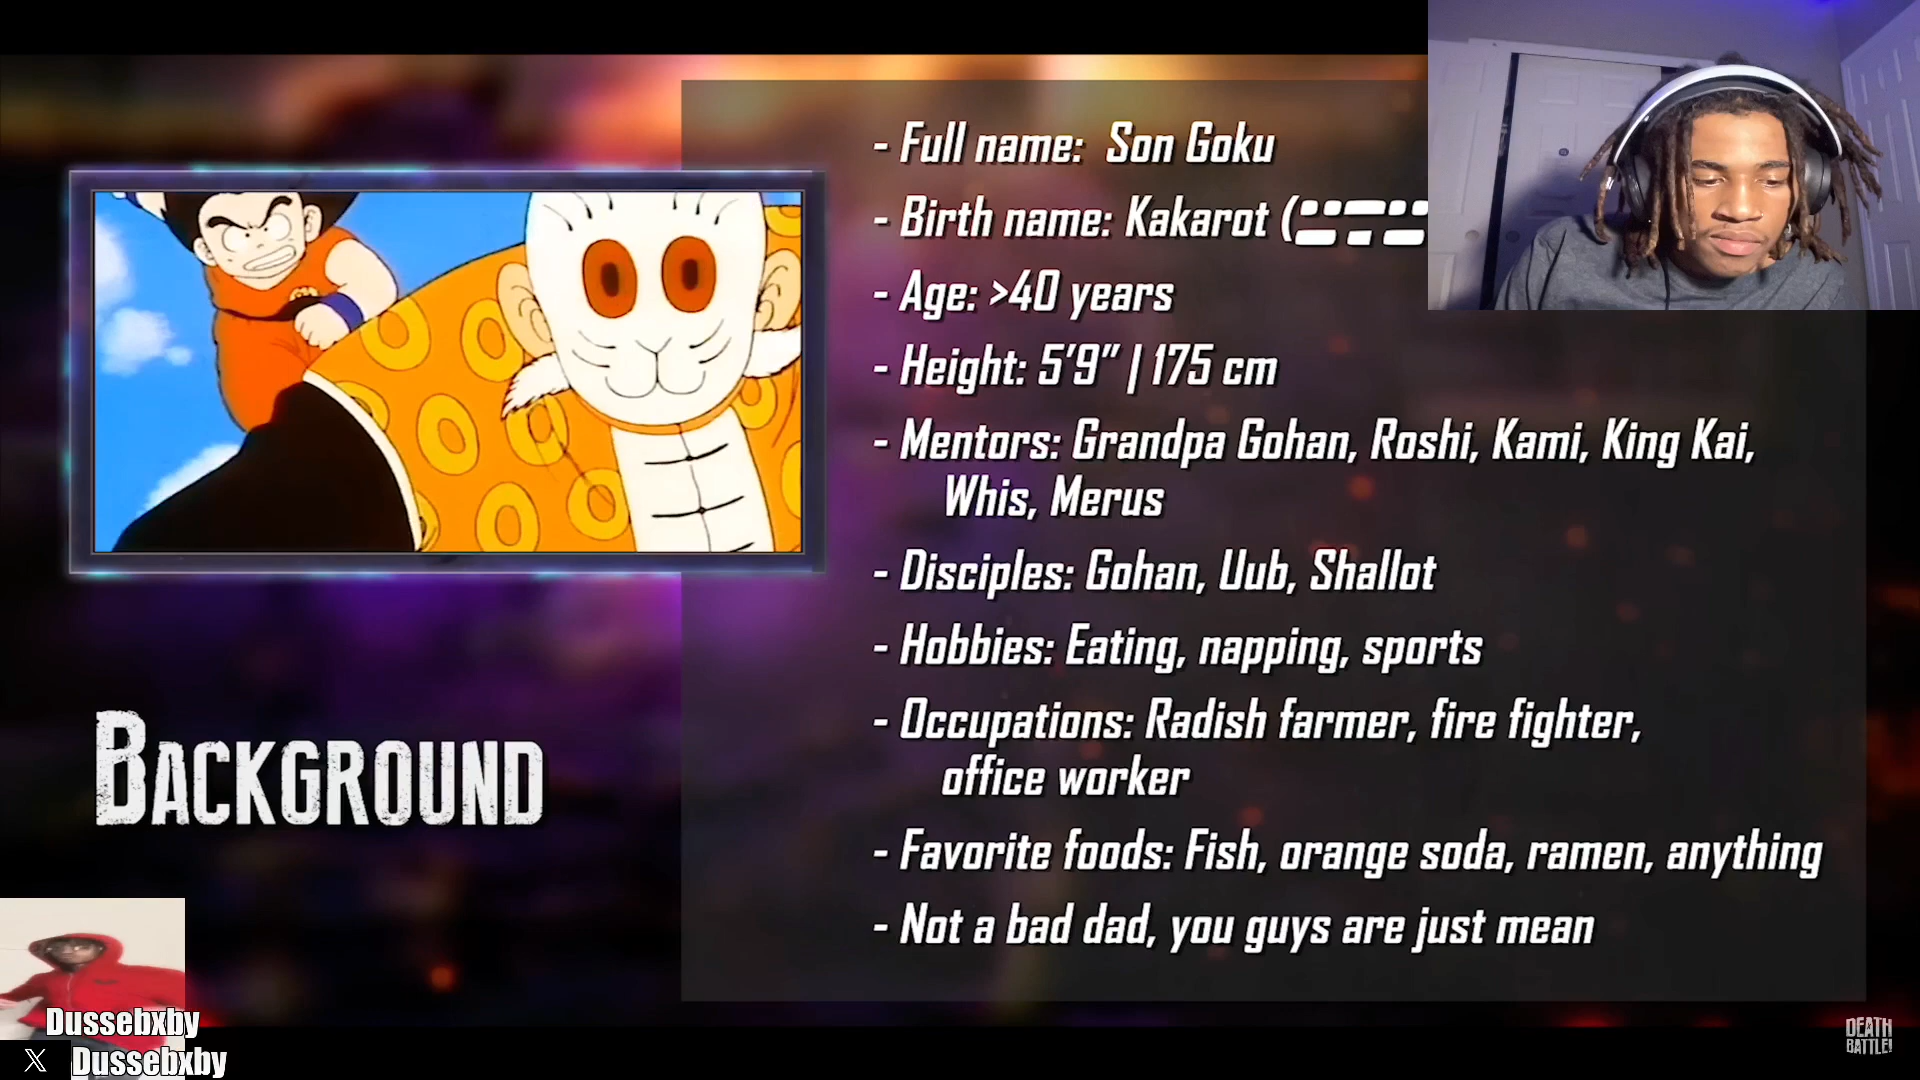 - Full name: Son Goku
- Birth name: Kakarot (
- Age: >40 years
- Height: 5'9" | 175 cm
- Mentors: Grandpa Gohan, Roshi, Kami, King Kai,
Whis, Merus
- Disciples: Gohan, Uub, Shallot
- Hobbies: Eating, napping, sports
- Occupations: Radish farmer, fire fighter,
office worker
- Favorite foods: Fish, orange soda, ramen, anything
- Not a bad dad, you guys are just mean
BACKGROUND
Dussebxby
X Dussebxby
DEATH
BATTLE!